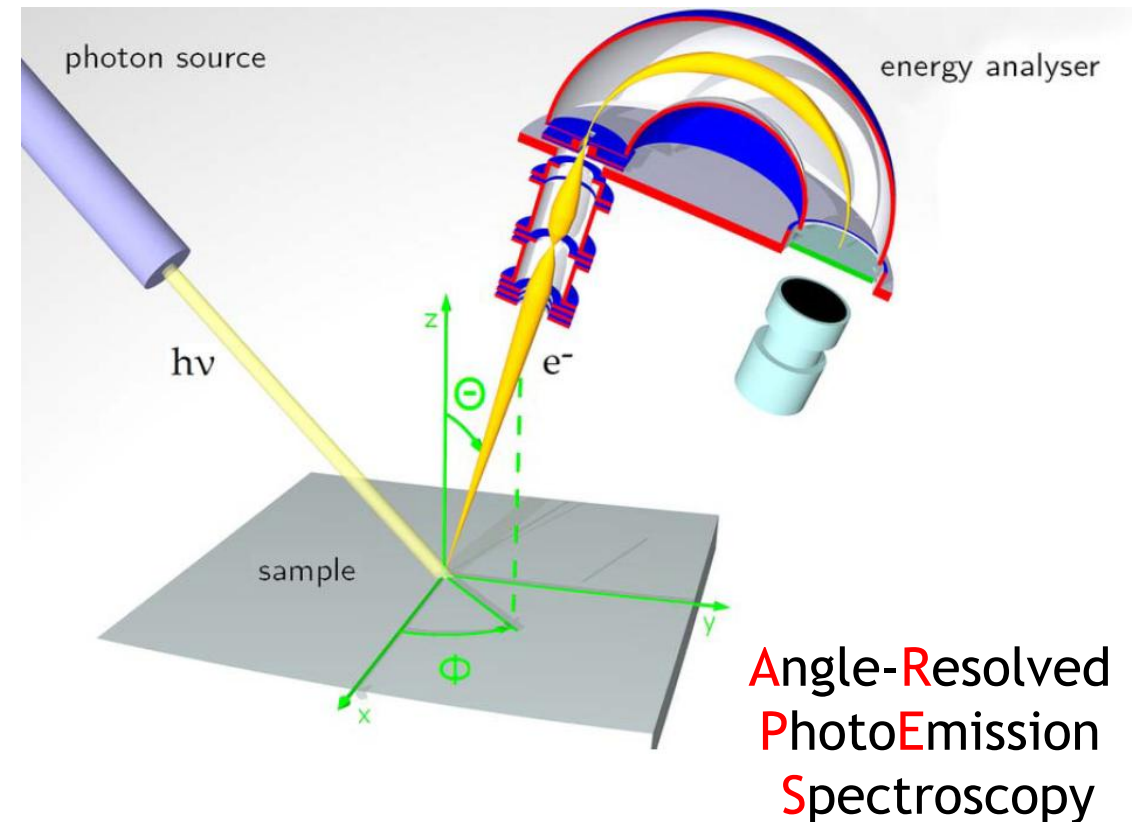 photon source
energy analyser
z
hν
e-
Θ
sample
y
Φ
x
Angle-Resolved
PhotoEmission
Spectroscopy